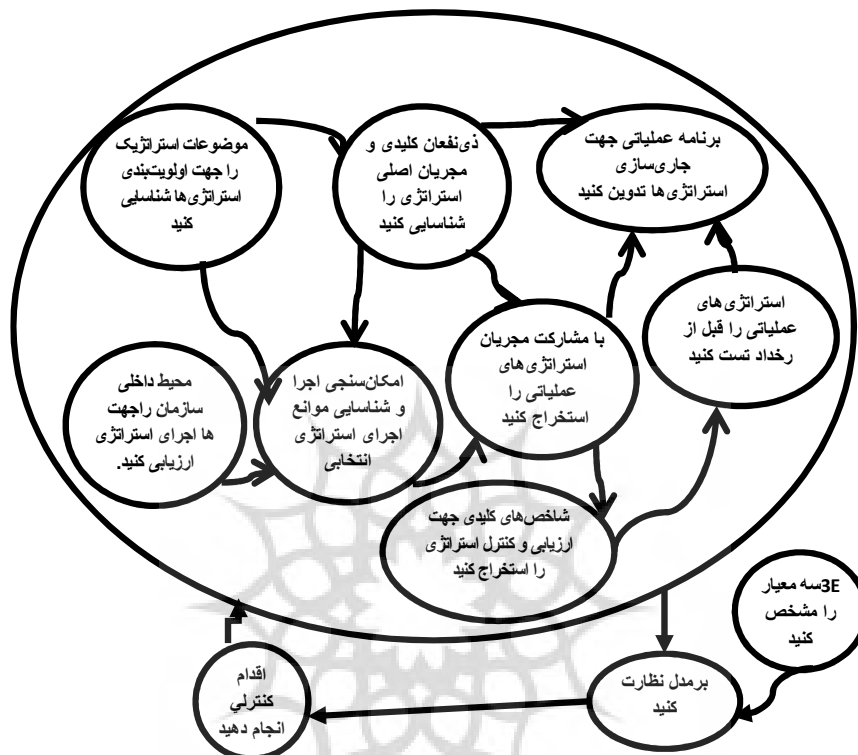 موضوعات استراتژیک
را جهت اولویت‌بندی
استراتژی‌ها شناسایی
کنید
ذی‌نفعان کلیدی و
مجریان اصلی
استراتژی را
شناسایی کنید
برنامه عملیاتی جهت
جاری‌سازی
استراتژی‌ها تدوین کنید
استراتژی‌های
عملیاتی را قبل از
رخداد تست کنید
با مشارکت مجریان
استراتژی‌های
عملیاتی را
استخراج کنید
امکان‌سنجی اجرا
و شناسایی موانع
اجرای استراتژی
انتخابی
محیط داخلی
سازمان راجهت
ها اجرای استراتژی
ارزیابی کنید.
شاخص‌های کلیدی جهت
ارزیابی و کنترل استراتژی
را استخراج کنید
3Eسه معیار
را مشخص
کنید
برمدل نظارت
کنید
اقدام
کنترلي
انجام دهید